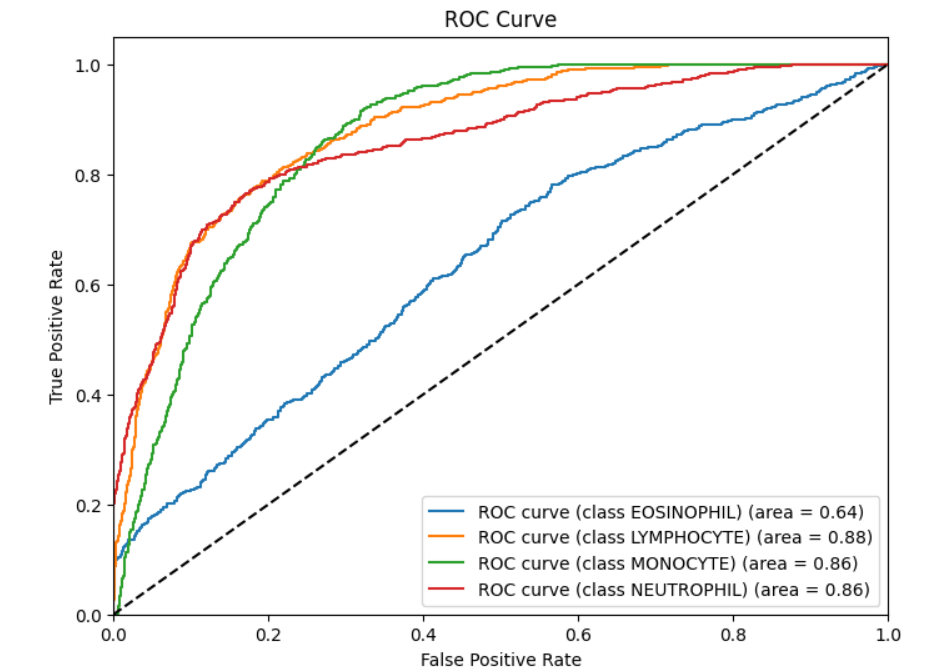 ROC Curve
1.0
0.8
0.6
0.4
0.2
0.0
True Positive Rate
ROC curve (class EOSINOPHIL) (area = 0.64)
ROC curve (class LYMPHOCYTE) (area = 0.88)
ROC curve (class MONOCYTE) (area = 0.86)
ROC curve (class NEUTROPHIL) (area = 0.86)
0.0 0.2 0.4 0.6 0.8 1.0
False Positive Rate